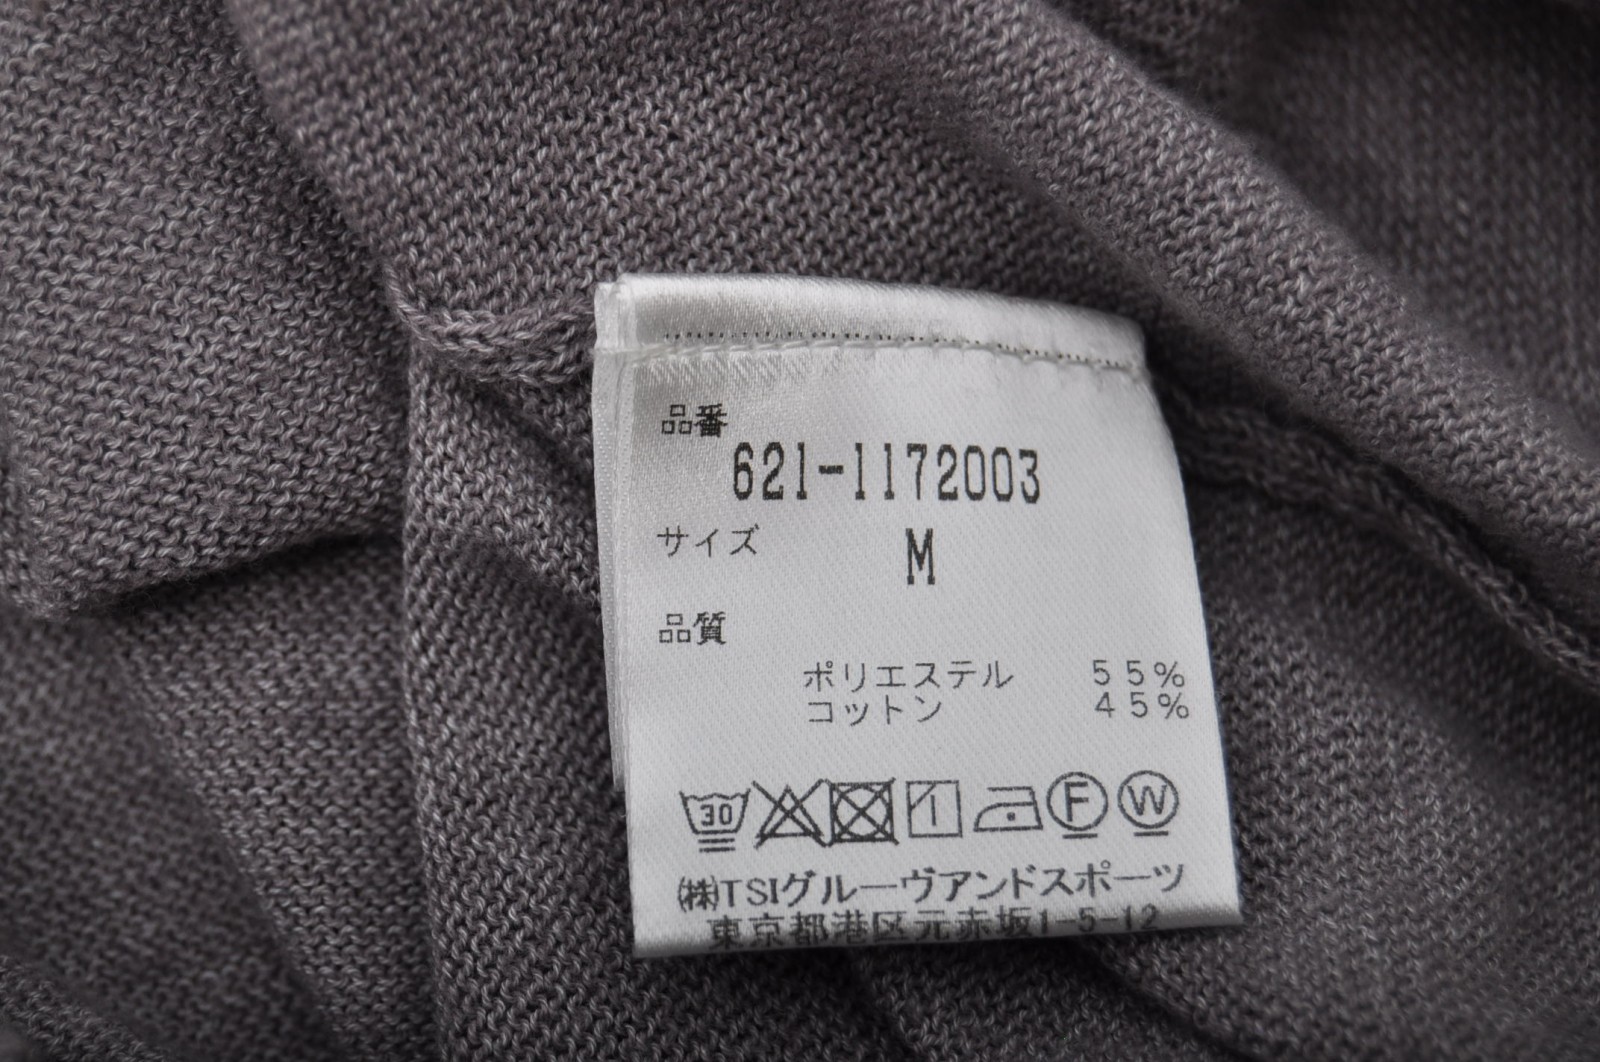 品番
621-1172003
サイズ M
品質
ポリエステル 55%
コットン 45%
30 F W
㈱TSIグルーヴアンドスポーツ
東京都港区元赤坂1-5-12